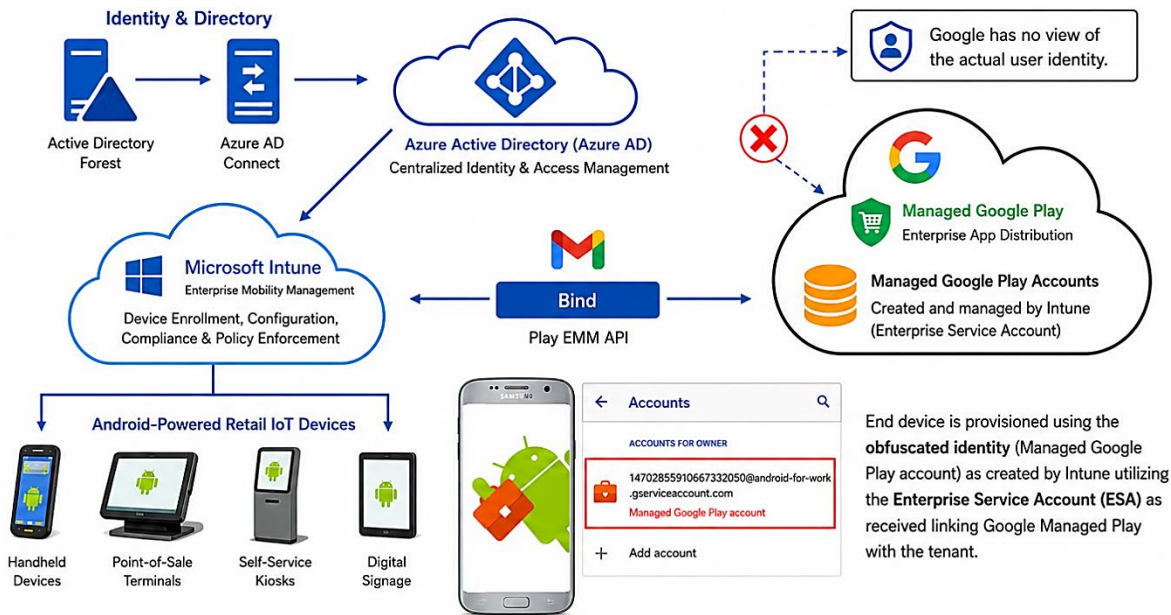 Identity & Directory
Active Directory
Forest
Azure AD
Connect
Azure Active Directory (Azure AD)
Centralized Identity & Access Management
Google has no view of
the actual user identity.
Managed Google Play
Enterprise App Distribution
Managed Google Play Accounts
Created and managed by Intune
(Enterprise Service Account)
Microsoft Intune
Enterprise Mobility Management
Device Enrollment, Configuration,
Compliance & Policy Enforcement
Bind
Play EMM API
Android-Powered Retail IoT Devices
Handheld
Devices
Point-of-Sale
Terminals
Self-Service
Kiosks
Digital
Signage
SAMSUNG
Accounts
ACCOUNTS FOR OWNER
14702855910667332050@android-for-work
.gserviceaccount.com
Managed Google Play account
Add account
End device is provisioned using the
obfuscated identity (Managed Google
Play account) as created by Intune utilizing
the Enterprise Service Account (ESA) as
received linking Google Managed Play
with the tenant.